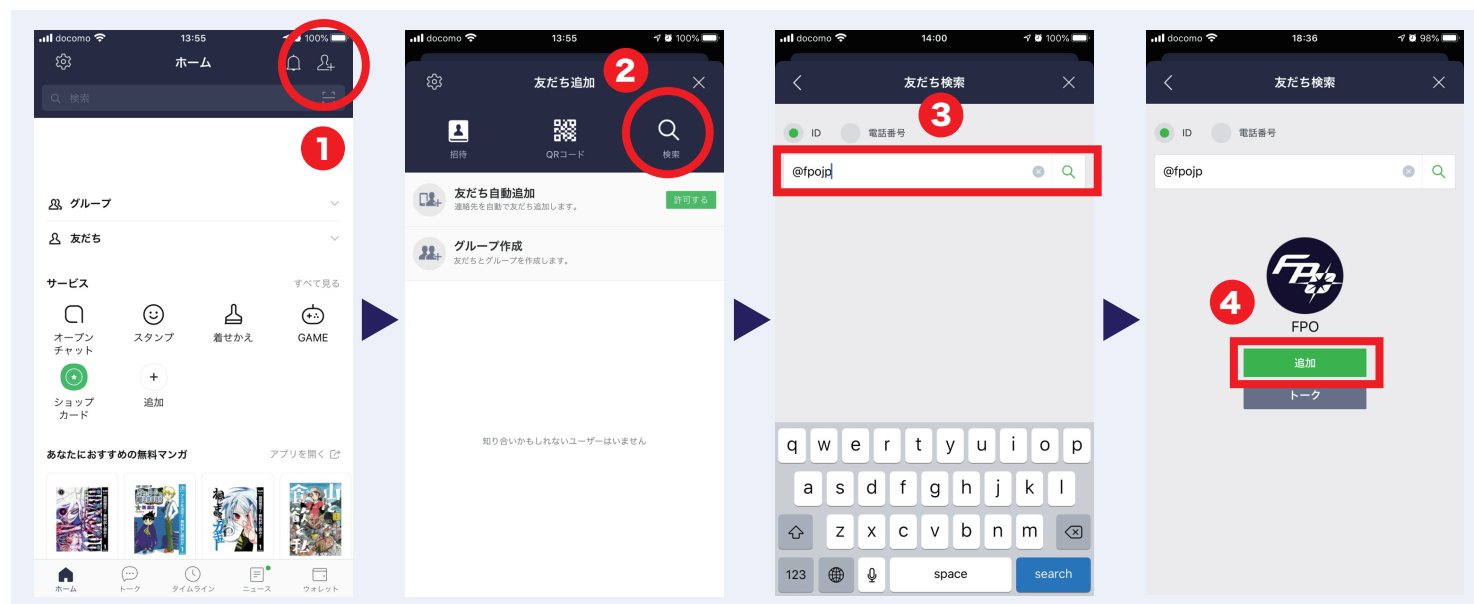 docomo 13:55 100%
ホーム
検索
1
グループ
友だち
サービス すべて見る
オープン
チャット
スタンプ
着せかえ
GAME
ショップ
カード
追加
あなたにおすすめの無料マンガ アプリを開く
ホーム トーク タイムライン ニュース ウォレット
docomo 13:55 100%
友だち追加
2
招待 QRコード 検索
友だち自動追加
連絡先を自動で友だち追加します。
許可する
グループ作成
友だちとグループを作成します。
知り合いかもしれないユーザーはいません
docomo 14:00 100%
友だち検索
3
ID 電話番号
@fpojp
q w e r t y u i o p
a s d f g h j k l
z x c v b n m
123 space search
docomo 18:36 98%
友だち検索
ID 電話番号
@fpojp
FPO
4
FPO
追加
トーク